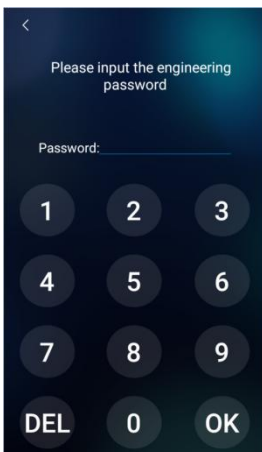 Please input the engineering
password
Password:
1 2 3
4 5 6
7 8 9
DEL 0 OK